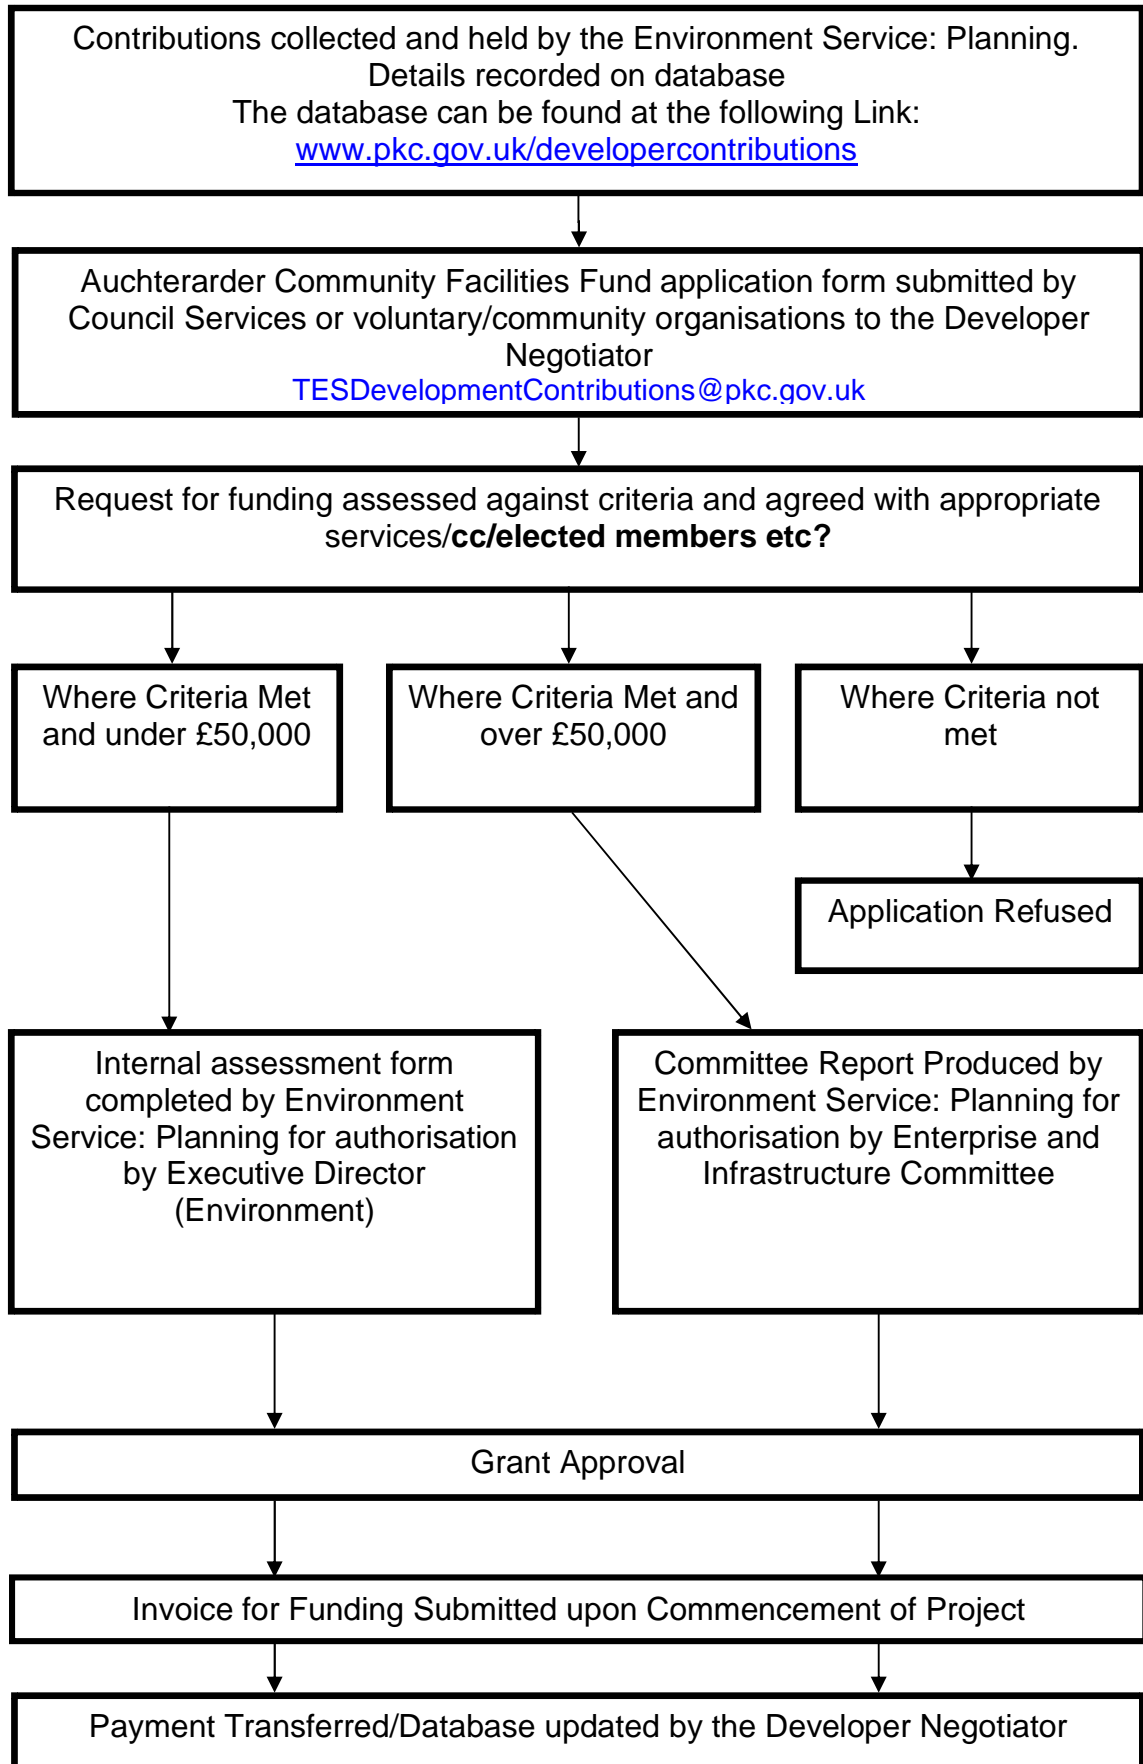 Contributions collected and held by the Environment Service: Planning.
Details recorded on database
The database can be found at the following Link:
www.pkc.gov.uk/developercontributions
Auchterarder Community Facilities Fund application form submitted by
Council Services or voluntary/community organisations to the Developer
Negotiator
TESDevelopmentContributions@pkc.gov.uk
Request for funding assessed against criteria and agreed with appropriate
services/cc/elected members etc?
Where Criteria Met
and under £50,000
Where Criteria Met and
over £50,000
Where Criteria not
met
Application Refused
Internal assessment form
completed by Environment
Service: Planning for authorisation
by Executive Director
(Environment)
Committee Report Produced by
Environment Service: Planning for
authorisation by Enterprise and
Infrastructure Committee
Grant Approval
Invoice for Funding Submitted upon Commencement of Project
Payment Transferred/Database updated by the Developer Negotiator